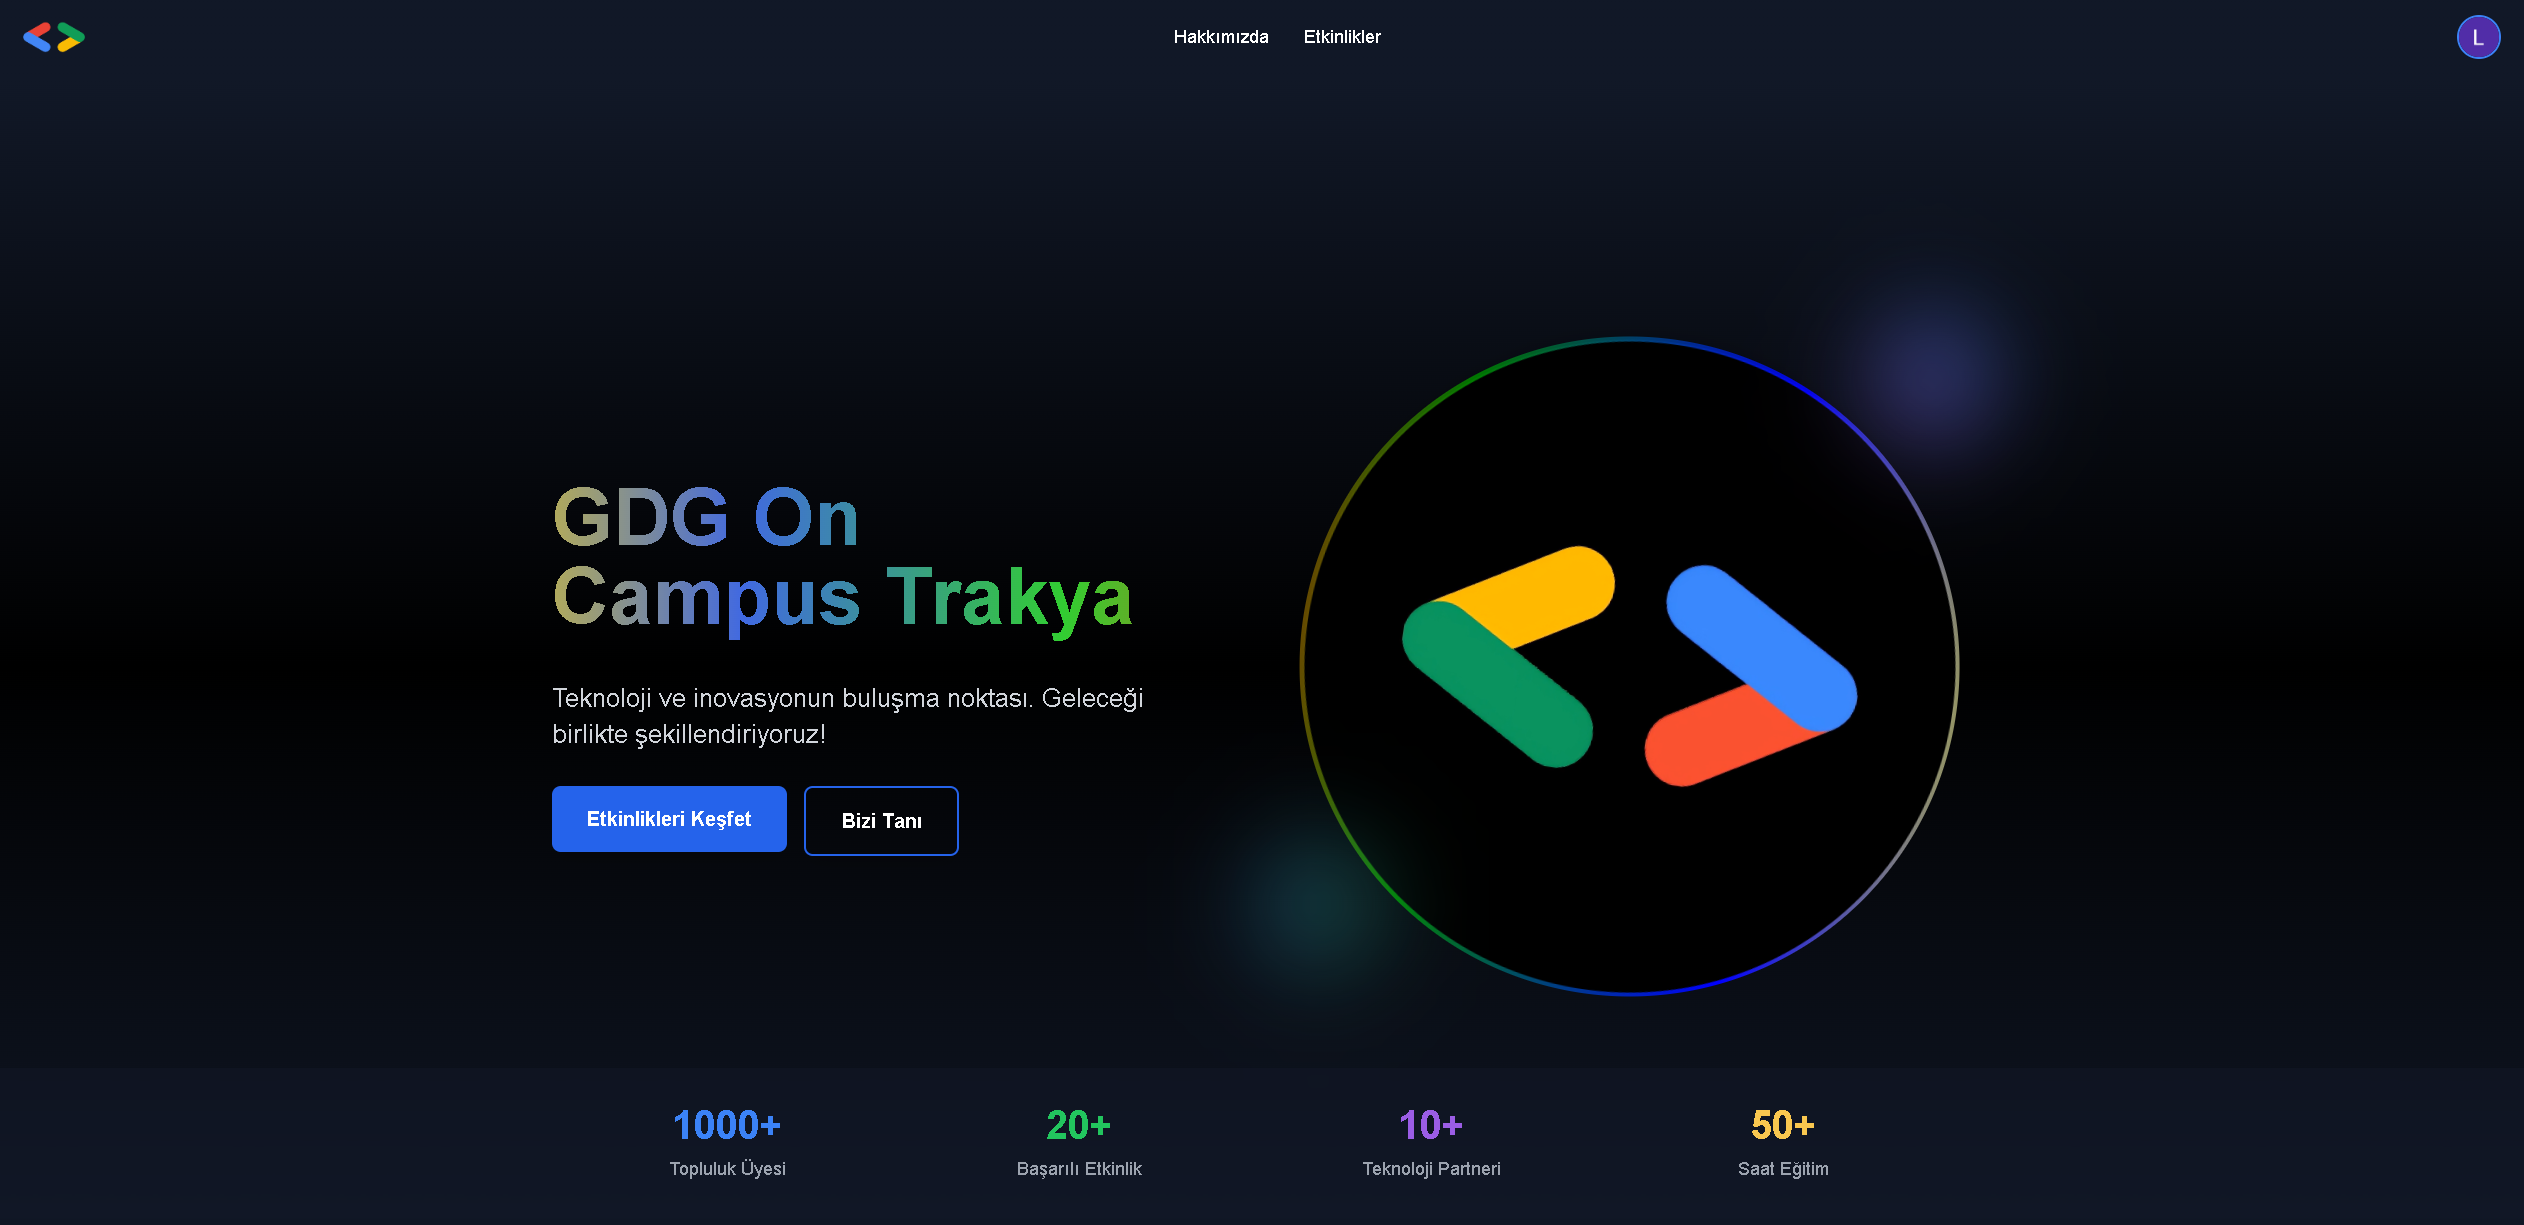 Hakkımızda Etkinlikler
L
GDG On
Campus Trakya
Teknoloji ve inovasyonun buluşma noktası. Geleceği
birlikte şekillendiriyoruz!
Etkinlikleri Keşfet
Bizi Tanı
1000+
Topluluk Üyesi
20+
Başarılı Etkinlik
10+
Teknoloji Partneri
50+
Saat Eğitim